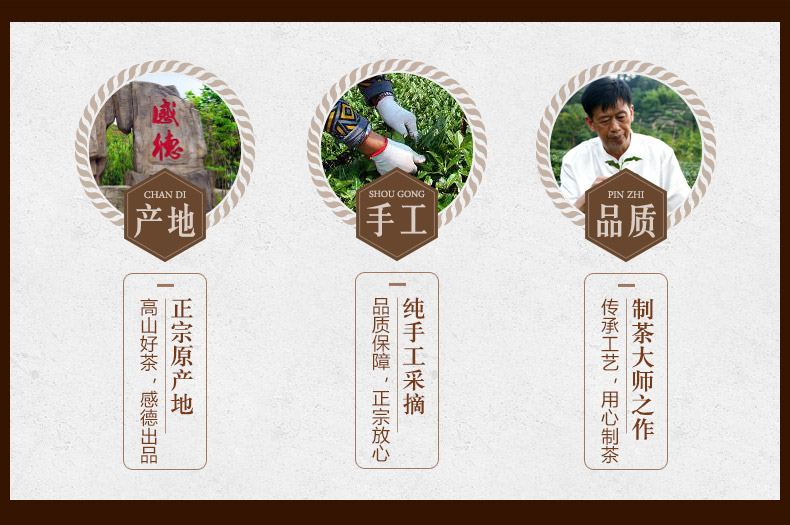 感德
CHAN DI
产地
正宗原产地
高山好茶，感德出品
SHOU GONG
手工
纯手工采摘
品质保障，正宗放心
PIN ZHI
品质
制茶大师之作
传承工艺，用心制茶